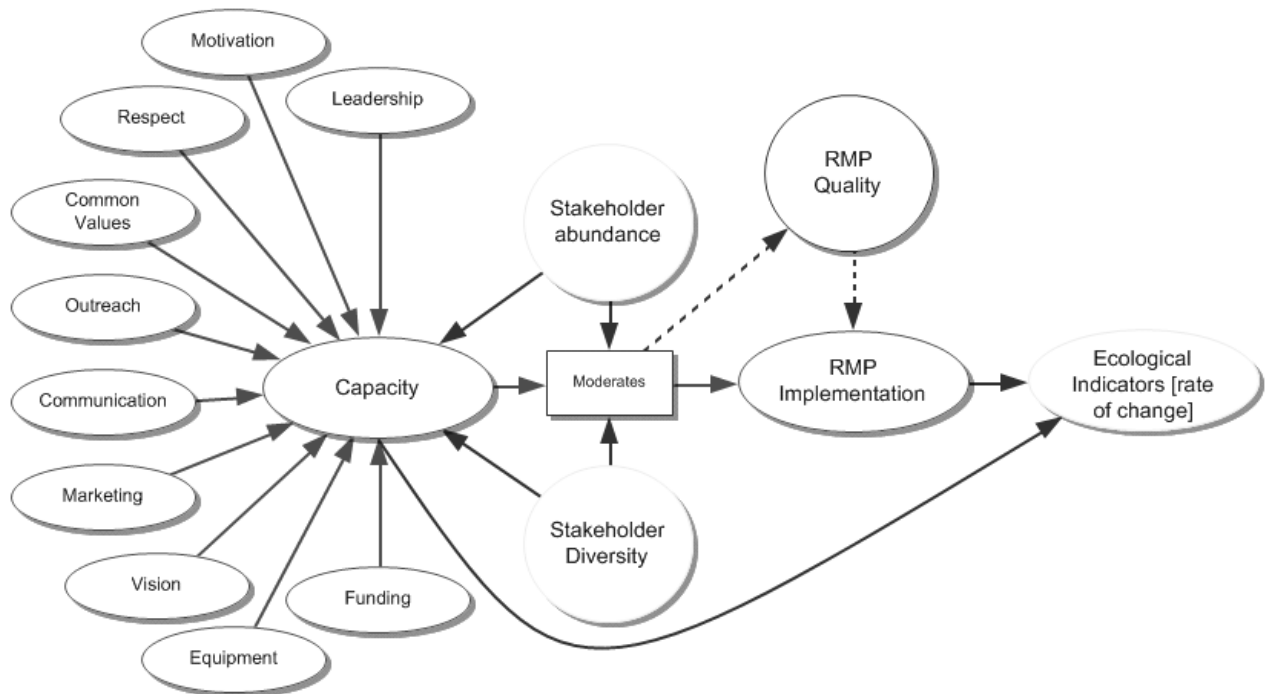 Motivation
Leadership
Respect
Common
Values
Outreach
Communication
Marketing
Vision
Equipment
Funding
Capacity
Stakeholder
abundance
Moderates
Stakeholder
Diversity
RMP
Quality
RMP
Implementation
Ecological
Indicators [rate
of change]